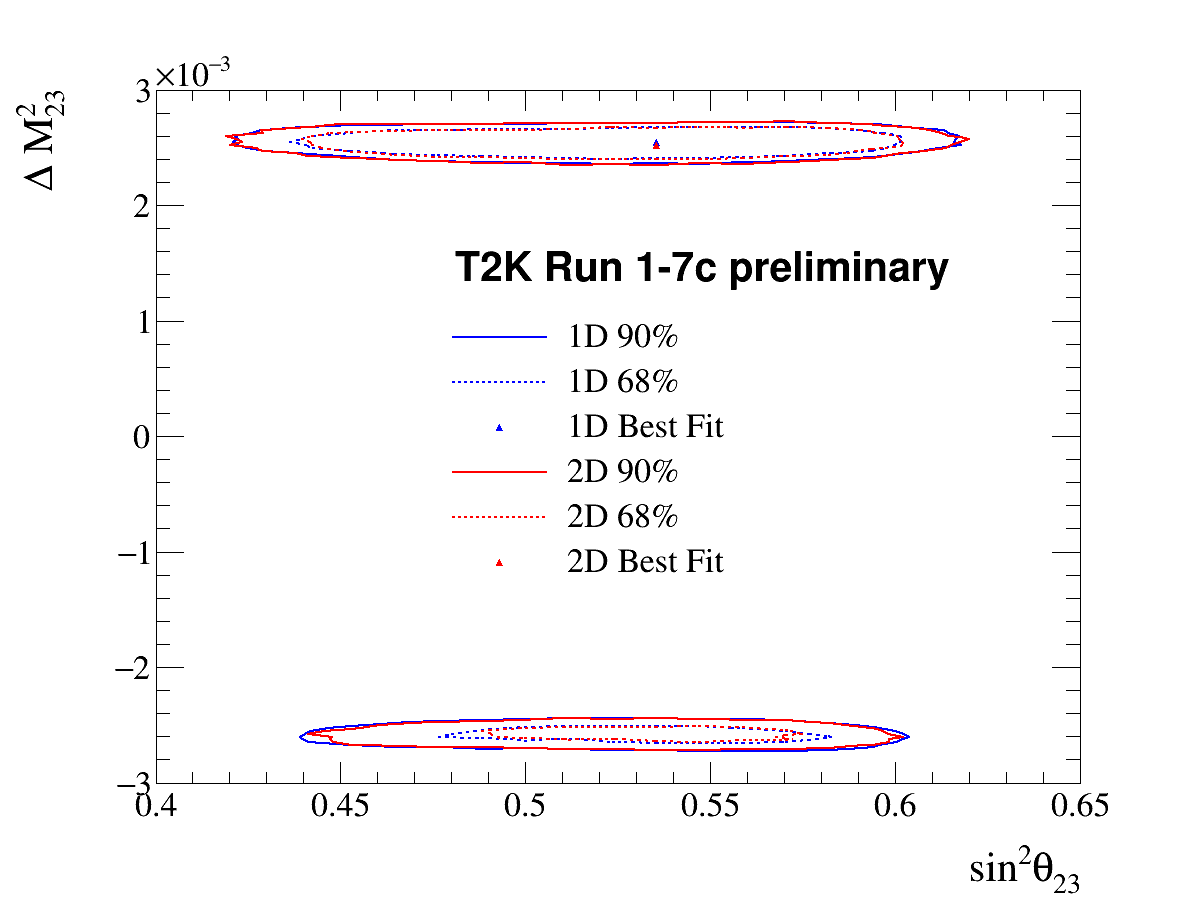 3×10⁻³
Δ M²₂₃
2
T2K Run 1-7c preliminary
1
1D 90%
1D 68%
0
1D Best Fit
2D 90%
2D 68%
−1
2D Best Fit
−2
−3
0.4 0.45 0.5 0.55 0.6 0.65
sin²θ₂₃